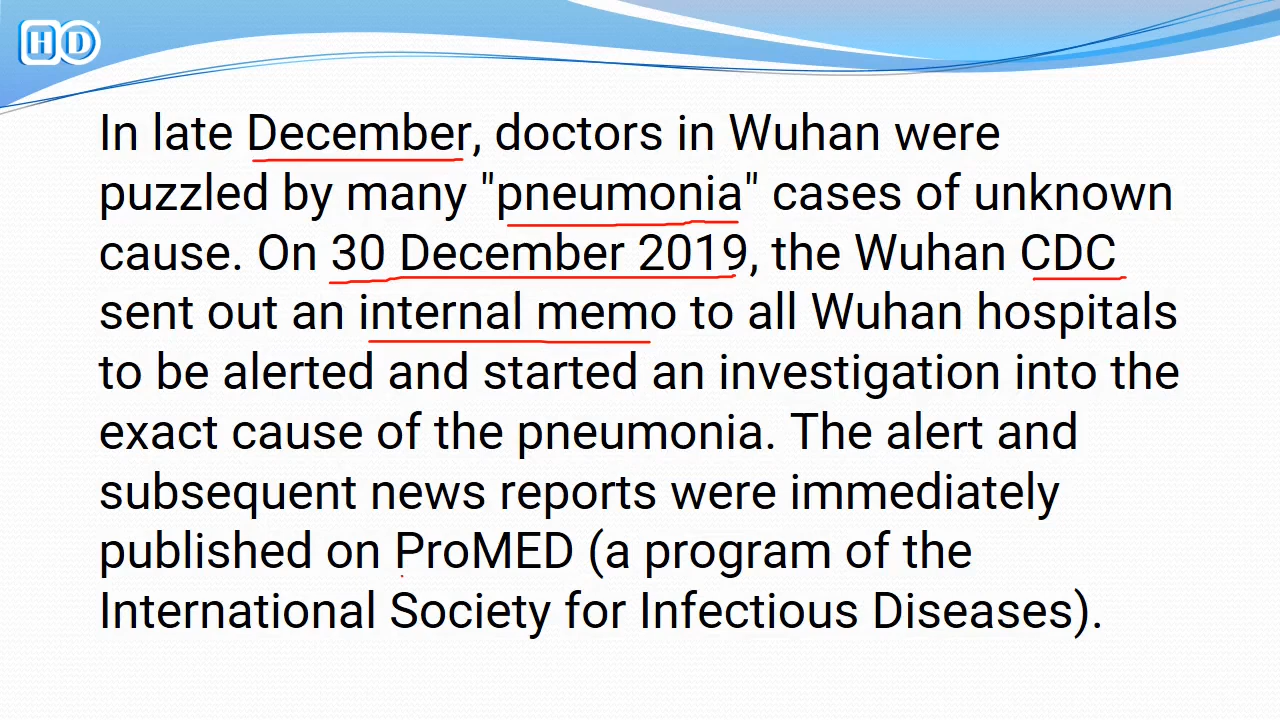 HD
In late December, doctors in Wuhan were
puzzled by many "pneumonia" cases of unknown
cause. On 30 December 2019, the Wuhan CDC
sent out an internal memo to all Wuhan hospitals
to be alerted and started an investigation into the
exact cause of the pneumonia. The alert and
subsequent news reports were immediately
published on ProMED (a program of the
International Society for Infectious Diseases).